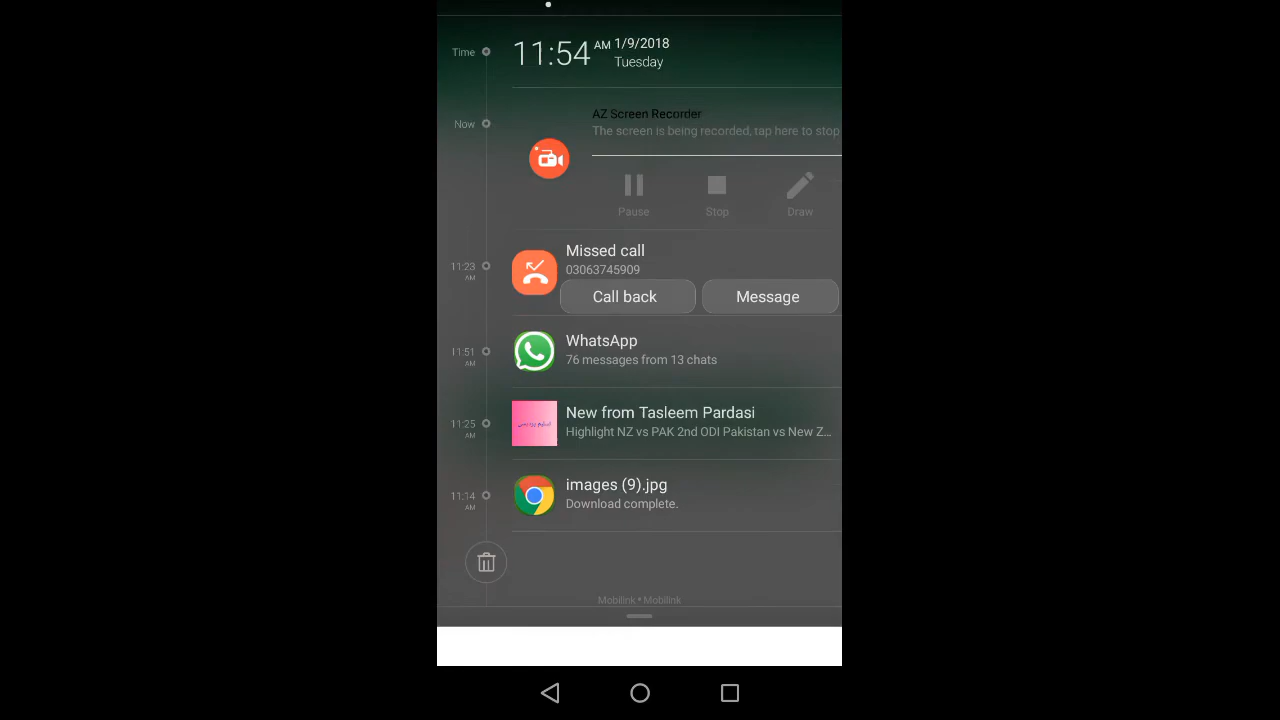 Time
11:54 AM 1/9/2018
Tuesday
Now
AZ Screen Recorder
The screen is being recorded, tap here to stop
Pause
Stop
Draw
11:23 AM
Missed call
03063745909
Call back
Message
11:51 AM
WhatsApp
76 messages from 13 chats
11:25 AM
New from Tasleem Pardasi
Highlight NZ vs PAK 2nd ODI Pakistan vs New Z...
11:14 AM
images (9).jpg
Download complete.
Mobilink • Mobilink